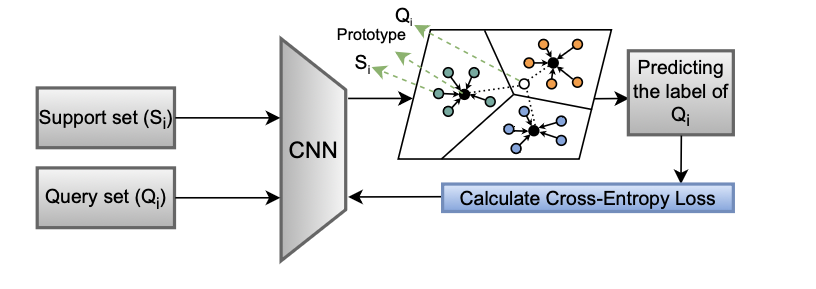 Support set (Sᵢ)
Query set (Qᵢ)
CNN
Qᵢ
Prototype
Sᵢ
Predicting
the label of
Qᵢ
Calculate Cross-Entropy Loss